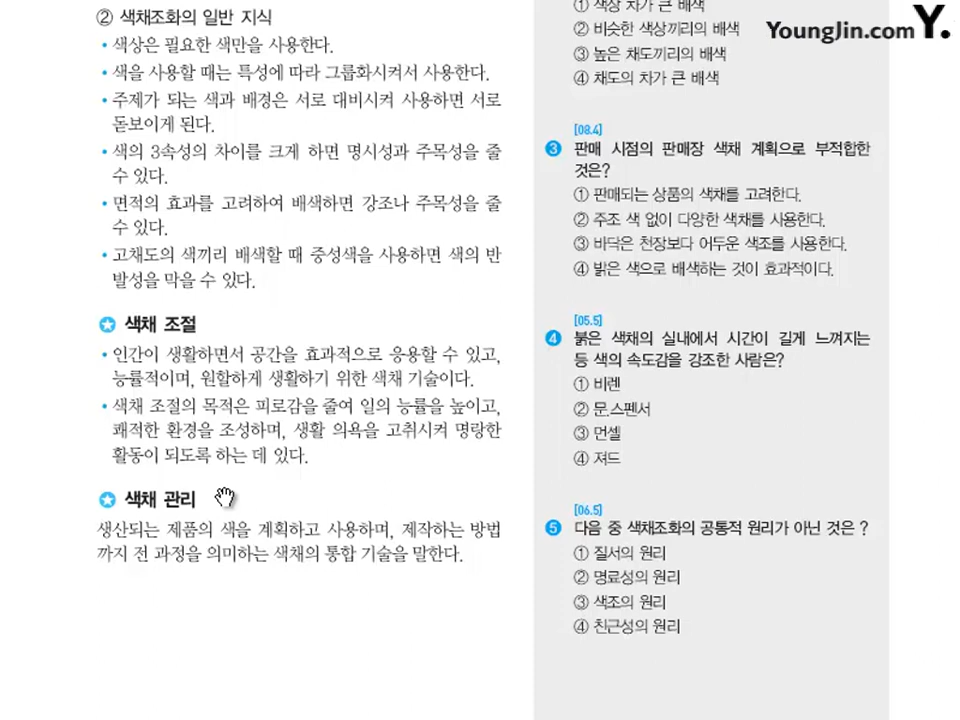 ② 색채조화의 일반 지식
• 색상은 필요한 색만을 사용한다.
• 색을 사용할 때는 특성에 따라 그룹화시켜서 사용한다.
• 주제가 되는 색과 배경은 서로 대비시켜 사용하면 서로
돋보이게 된다.
• 색의 3속성의 차이를 크게 하면 명시성과 주목성을 줄
수 있다.
• 면적의 효과를 고려하여 배색하면 강조나 주목성을 줄
수 있다.
• 고채도의 색끼리 배색할 때 중성색을 사용하면 색의 반
발성을 막을 수 있다.
색채 조절
• 인간이 생활하면서 공간을 효과적으로 응용할 수 있고,
능률적이며, 원할하게 생활하기 위한 색채 기술이다.
• 색채 조절의 목적은 피로감을 줄여 일의 능률을 높이고,
쾌적한 환경을 조성하며, 생활 의욕을 고취시켜 명랑한
활동이 되도록 하는 데 있다.
색채 관리
생산되는 제품의 색을 계획하고 사용하며, 제작하는 방법
까지 전 과정을 의미하는 색채의 통합 기술을 말한다.
① 색상 차가 큰 배색
② 비슷한 색상끼리의 배색
③ 높은 채도끼리의 배색
④ 채도의 차가 큰 배색
YoungJin.com Y.
[08.4]
3 판매 시점의 판매장 색채 계획으로 부적합한
것은?
① 판매되는 상품의 색채를 고려한다.
② 주조 색 없이 다양한 색채를 사용한다.
③ 바닥은 천장보다 어두운 색조를 사용한다.
④ 밝은 색으로 배색하는 것이 효과적이다.
[05.5]
4 붉은 색채의 실내에서 시간이 길게 느껴지는
등 색의 속도감을 강조한 사람은?
① 비렌
② 문.스펜서
③ 먼셀
④ 져드
[06.5]
5 다음 중 색채조화의 공통적 원리가 아닌 것은 ?
① 질서의 원리
② 명료성의 원리
③ 색조의 원리
④ 친근성의 원리